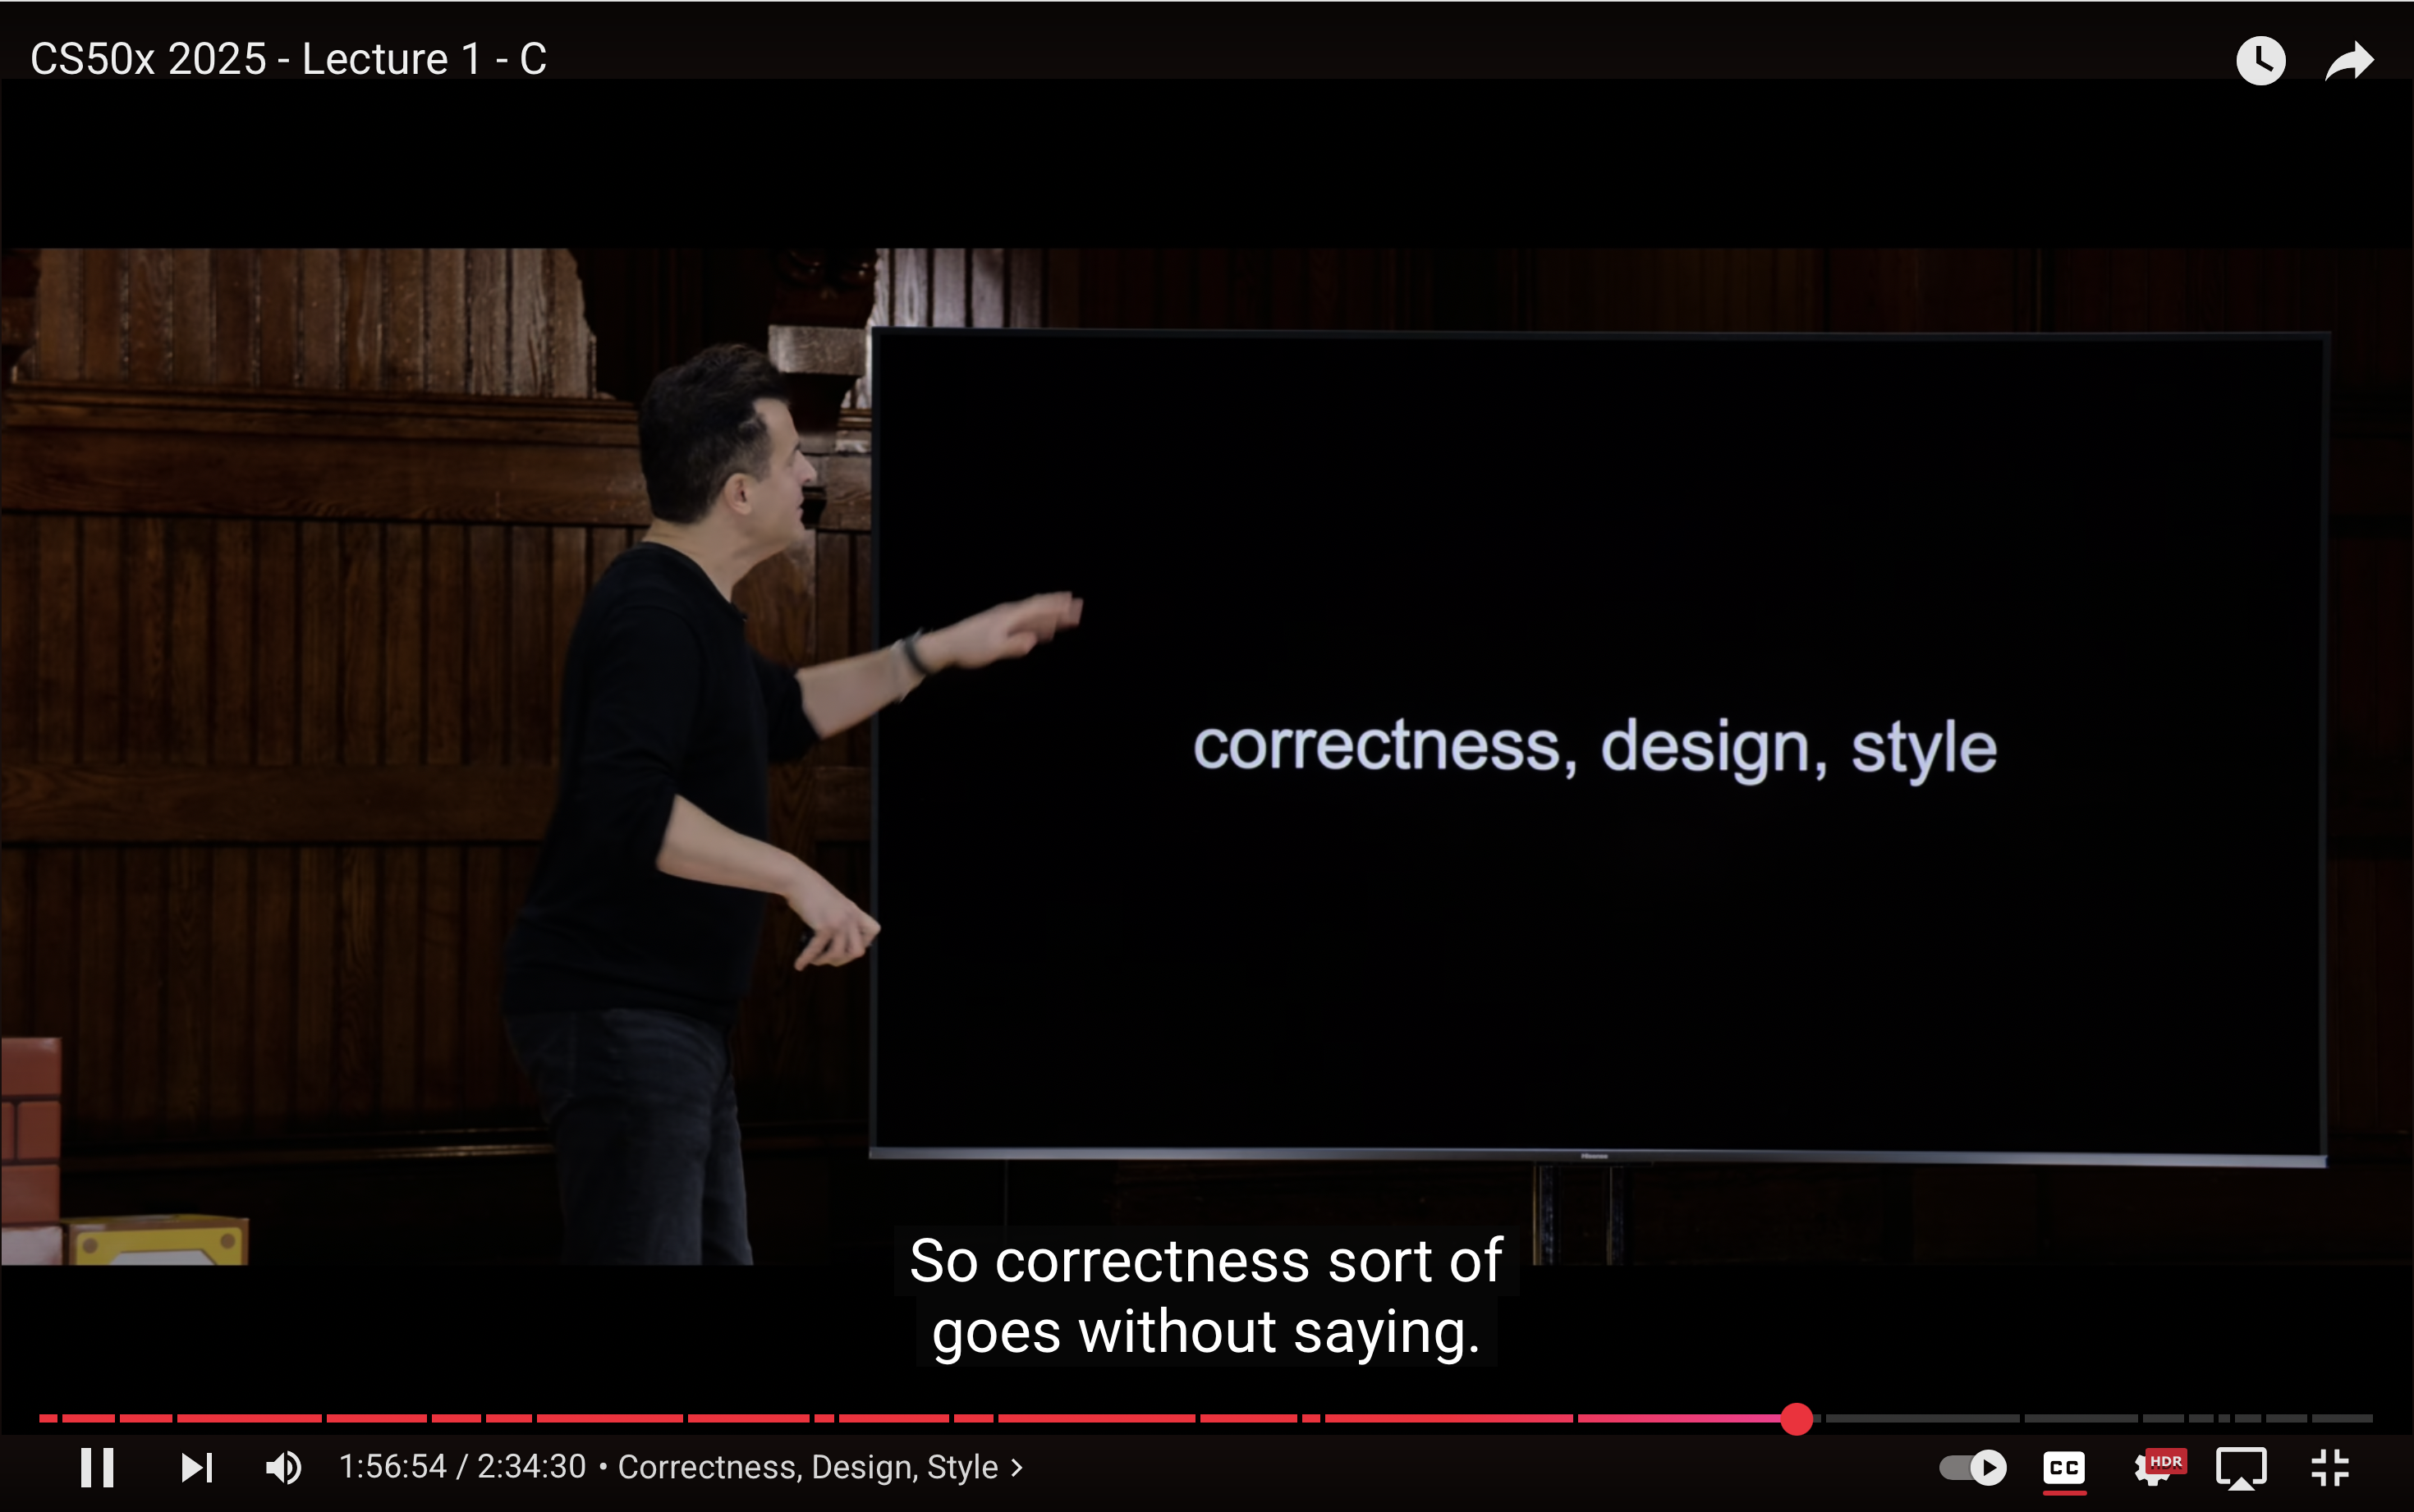 CS50x 2025 - Lecture 1 - C
correctness, design, style
Hisense
So correctness sort of
goes without saying.
1:56:54 / 2:34:30 • Correctness, Design, Style >
CC
HDR